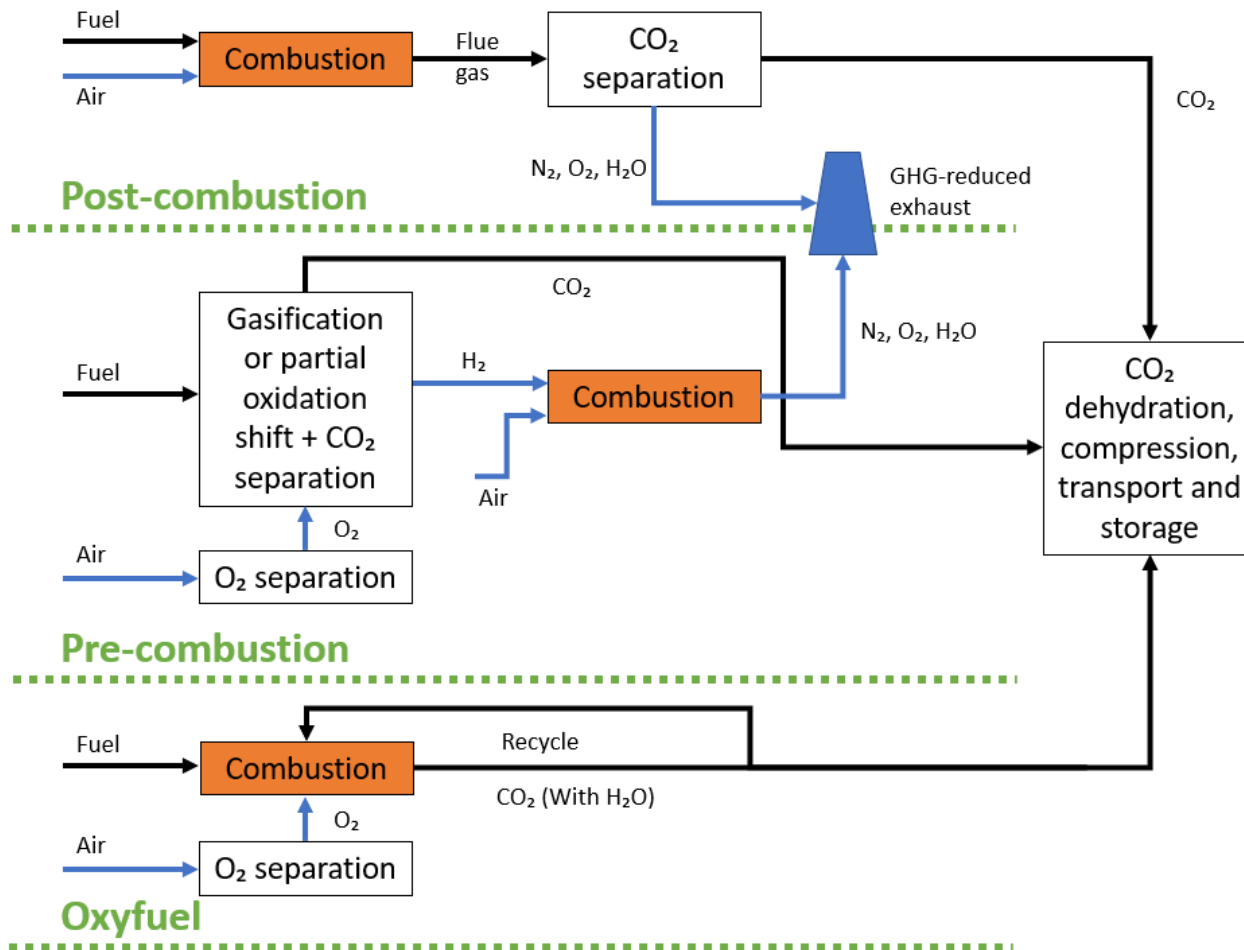 Fuel
Combustion
Air
Flue
gas
CO₂
separation
CO₂
N₂, O₂, H₂O
GHG-reduced
exhaust
Post-combustion
CO₂
Fuel
Gasification
or partial
oxidation
shift + CO₂
separation
H₂
Combustion
Air
N₂, O₂, H₂O
CO₂
dehydration,
compression,
transport and
storage
O₂
Air
O₂ separation
Pre-combustion
Fuel
Combustion
Recycle
CO₂ (With H₂O)
O₂
Air
O₂ separation
Oxyfuel